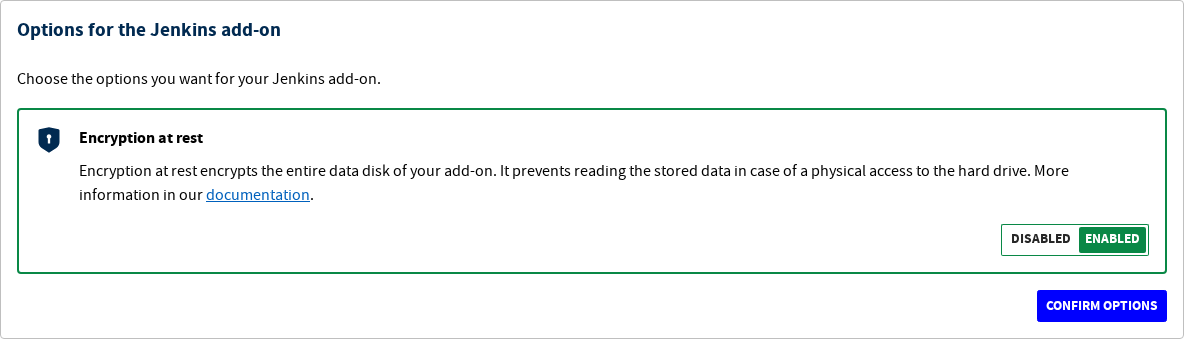 Options for the Jenkins add-on
Choose the options you want for your Jenkins add-on.
Encryption at rest
Encryption at rest encrypts the entire data disk of your add-on. It prevents reading the stored data in case of a physical access to the hard drive. More
information in our documentation.
DISABLED ENABLED
CONFIRM OPTIONS